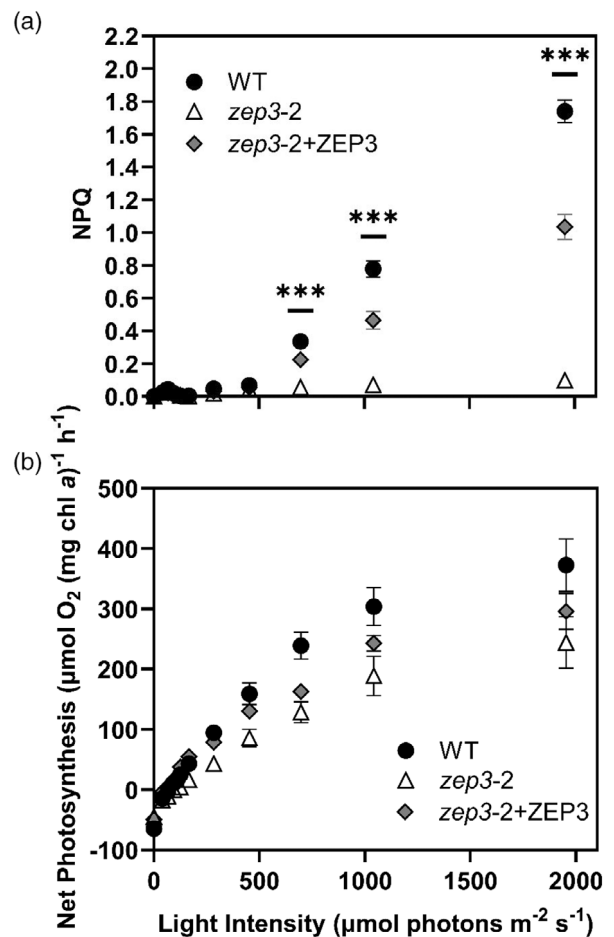 (a)
2.2
2.0
1.8
1.6
1.4
1.2
1.0
0.8
0.6
0.4
0.2
0.0
NPQ
WT
zep3-2
zep3-2+ZEP3
***
***
***
(b)
500
400
300
200
100
0
-100
Net Photosynthesis (µmol O₂ (mg chl a)⁻¹ h⁻¹)
WT
zep3-2
zep3-2+ZEP3
0 500 1000 1500 2000
Light Intensity (µmol photons m⁻² s⁻¹)